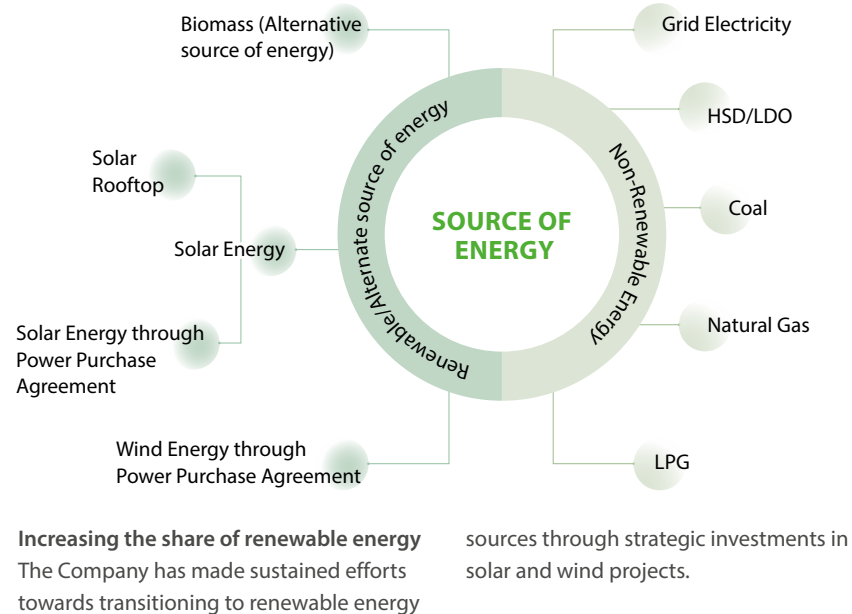 Biomass (Alternative
source of energy)
Grid Electricity
HSD/LDO
Solar
Rooftop
Coal
Renewable/Alternate source of energy
SOURCE OF
ENERGY
Non-Renewable Energy
Solar Energy
Solar Energy through
Power Purchase
Agreement
Natural Gas
Wind Energy through
Power Purchase Agreement
LPG
Increasing the share of renewable energy
The Company has made sustained efforts
towards transitioning to renewable energy
sources through strategic investments in
solar and wind projects.